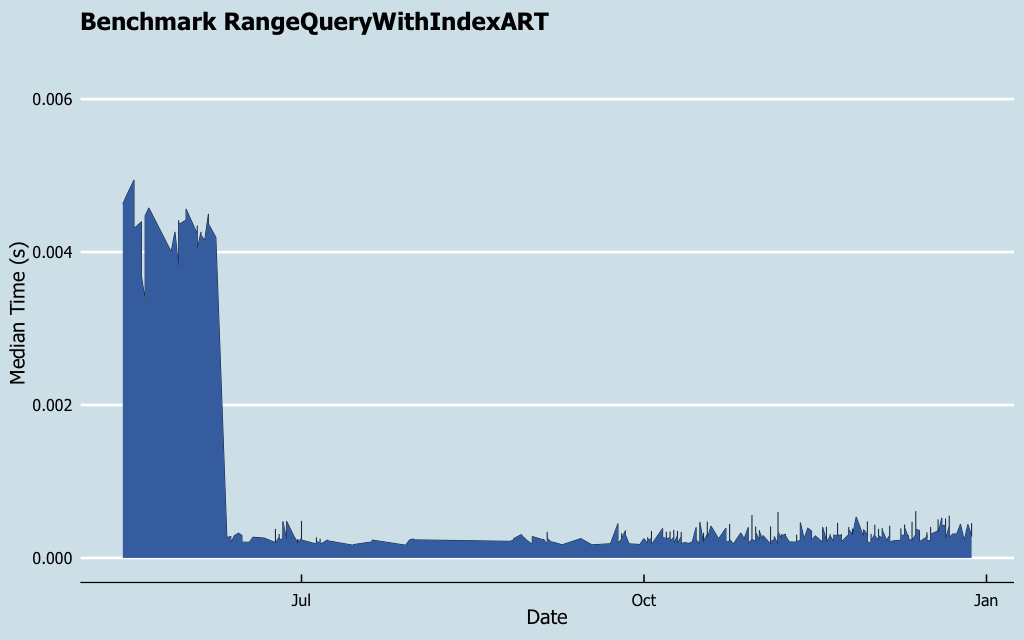 Benchmark RangeQueryWithIndexART
Median Time (s)
0.006
0.004
0.002
0.000
Jul
Oct
Jan
Date